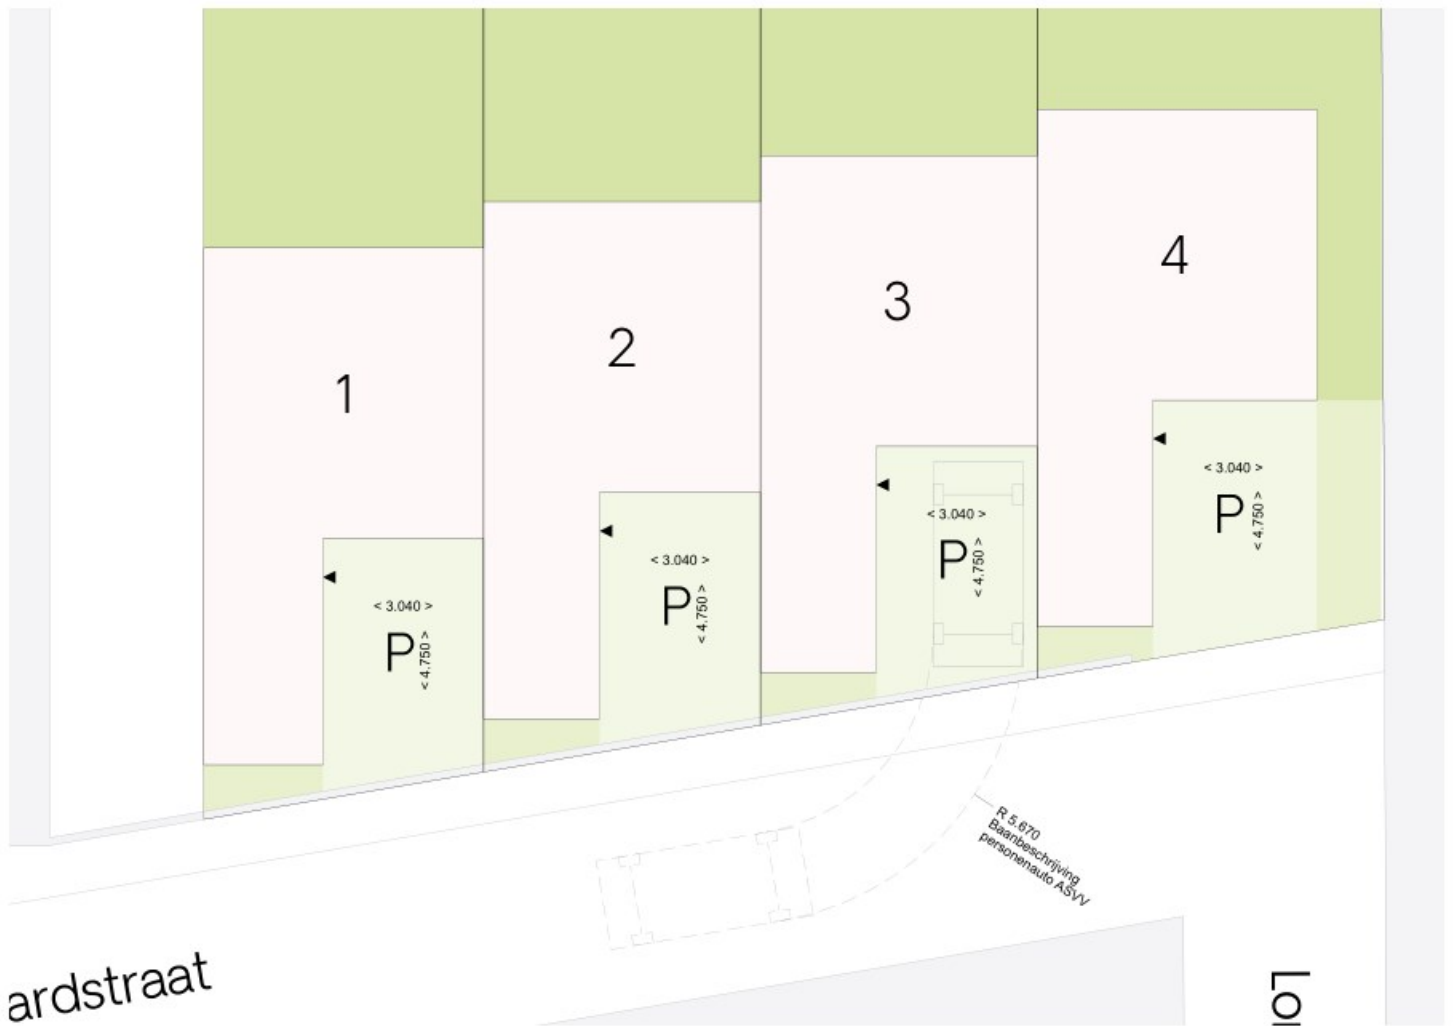 4
3
2
1
< 3.040 >
P
< 4.750 >
< 3.040 >
P
< 4.750 >
< 3.040 >
P
< 4.750 >
< 3.040 >
P
< 4.750 >
R 5.670
Baanbeschrijving
personenauto ASVV
ardstraat
Lo